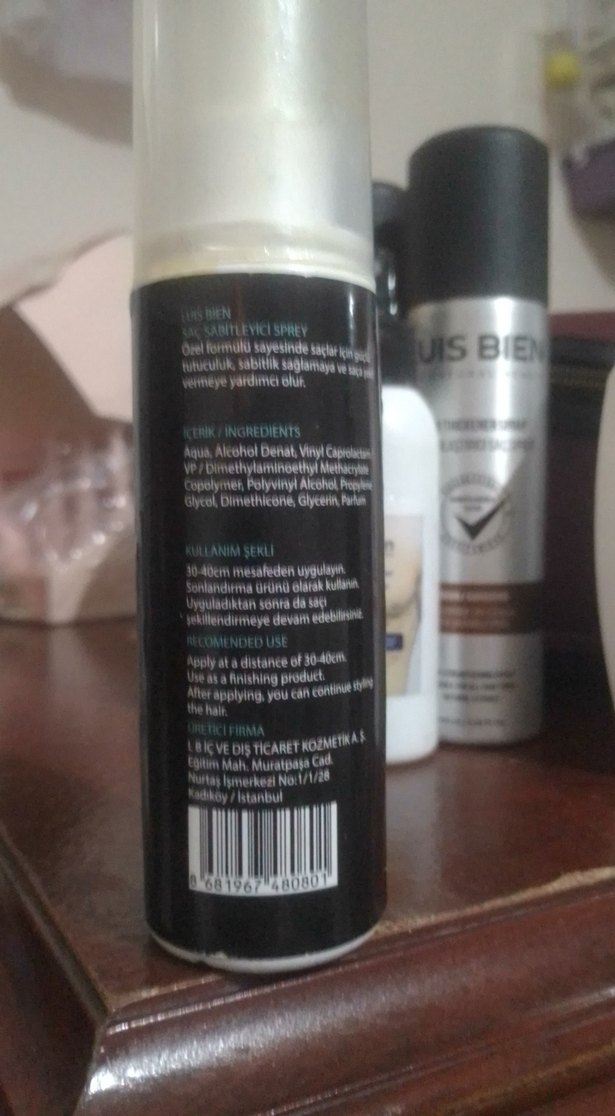 LUIS BIEN
SAÇ SABİTLEYİCİ SPREY
Özel formülü sayesinde saçlar için güçlü
tutuculuk, sabitlik sağlamaya ve saça
vermeye yardımcı olur.
İÇERİK / INGREDIENTS
Aqua, Alcohol Denat, Vinyl Caprolactam
VP / Dimethylaminoethyl Methacrylate
Copolymer, Polyvinyl Alcohol, Propylene
Glycol, Dimethicone, Glycerin, Parfum
KULLANIM ŞEKLİ
30-40cm mesafeden uygulayın.
Sonlandırma ürünü olarak kullanın.
Uyguladıktan sonra da saçı
şekillendirmeye devam edebilirsiniz.
RECOMENDED USE
Apply at a distance of 30-40cm.
Use as a finishing product.
After applying, you can continue styling
the hair.
ÜRETİCİ FİRMA
L B İÇ VE DIŞ TİCARET KOZMETİK A.Ş.
Eğitim Mah. Muratpaşa Cad.
Nurtaş İşmerkezi No:1/1/28
Kadıköy / İstanbul
8 681967 480801
UIS BIEN